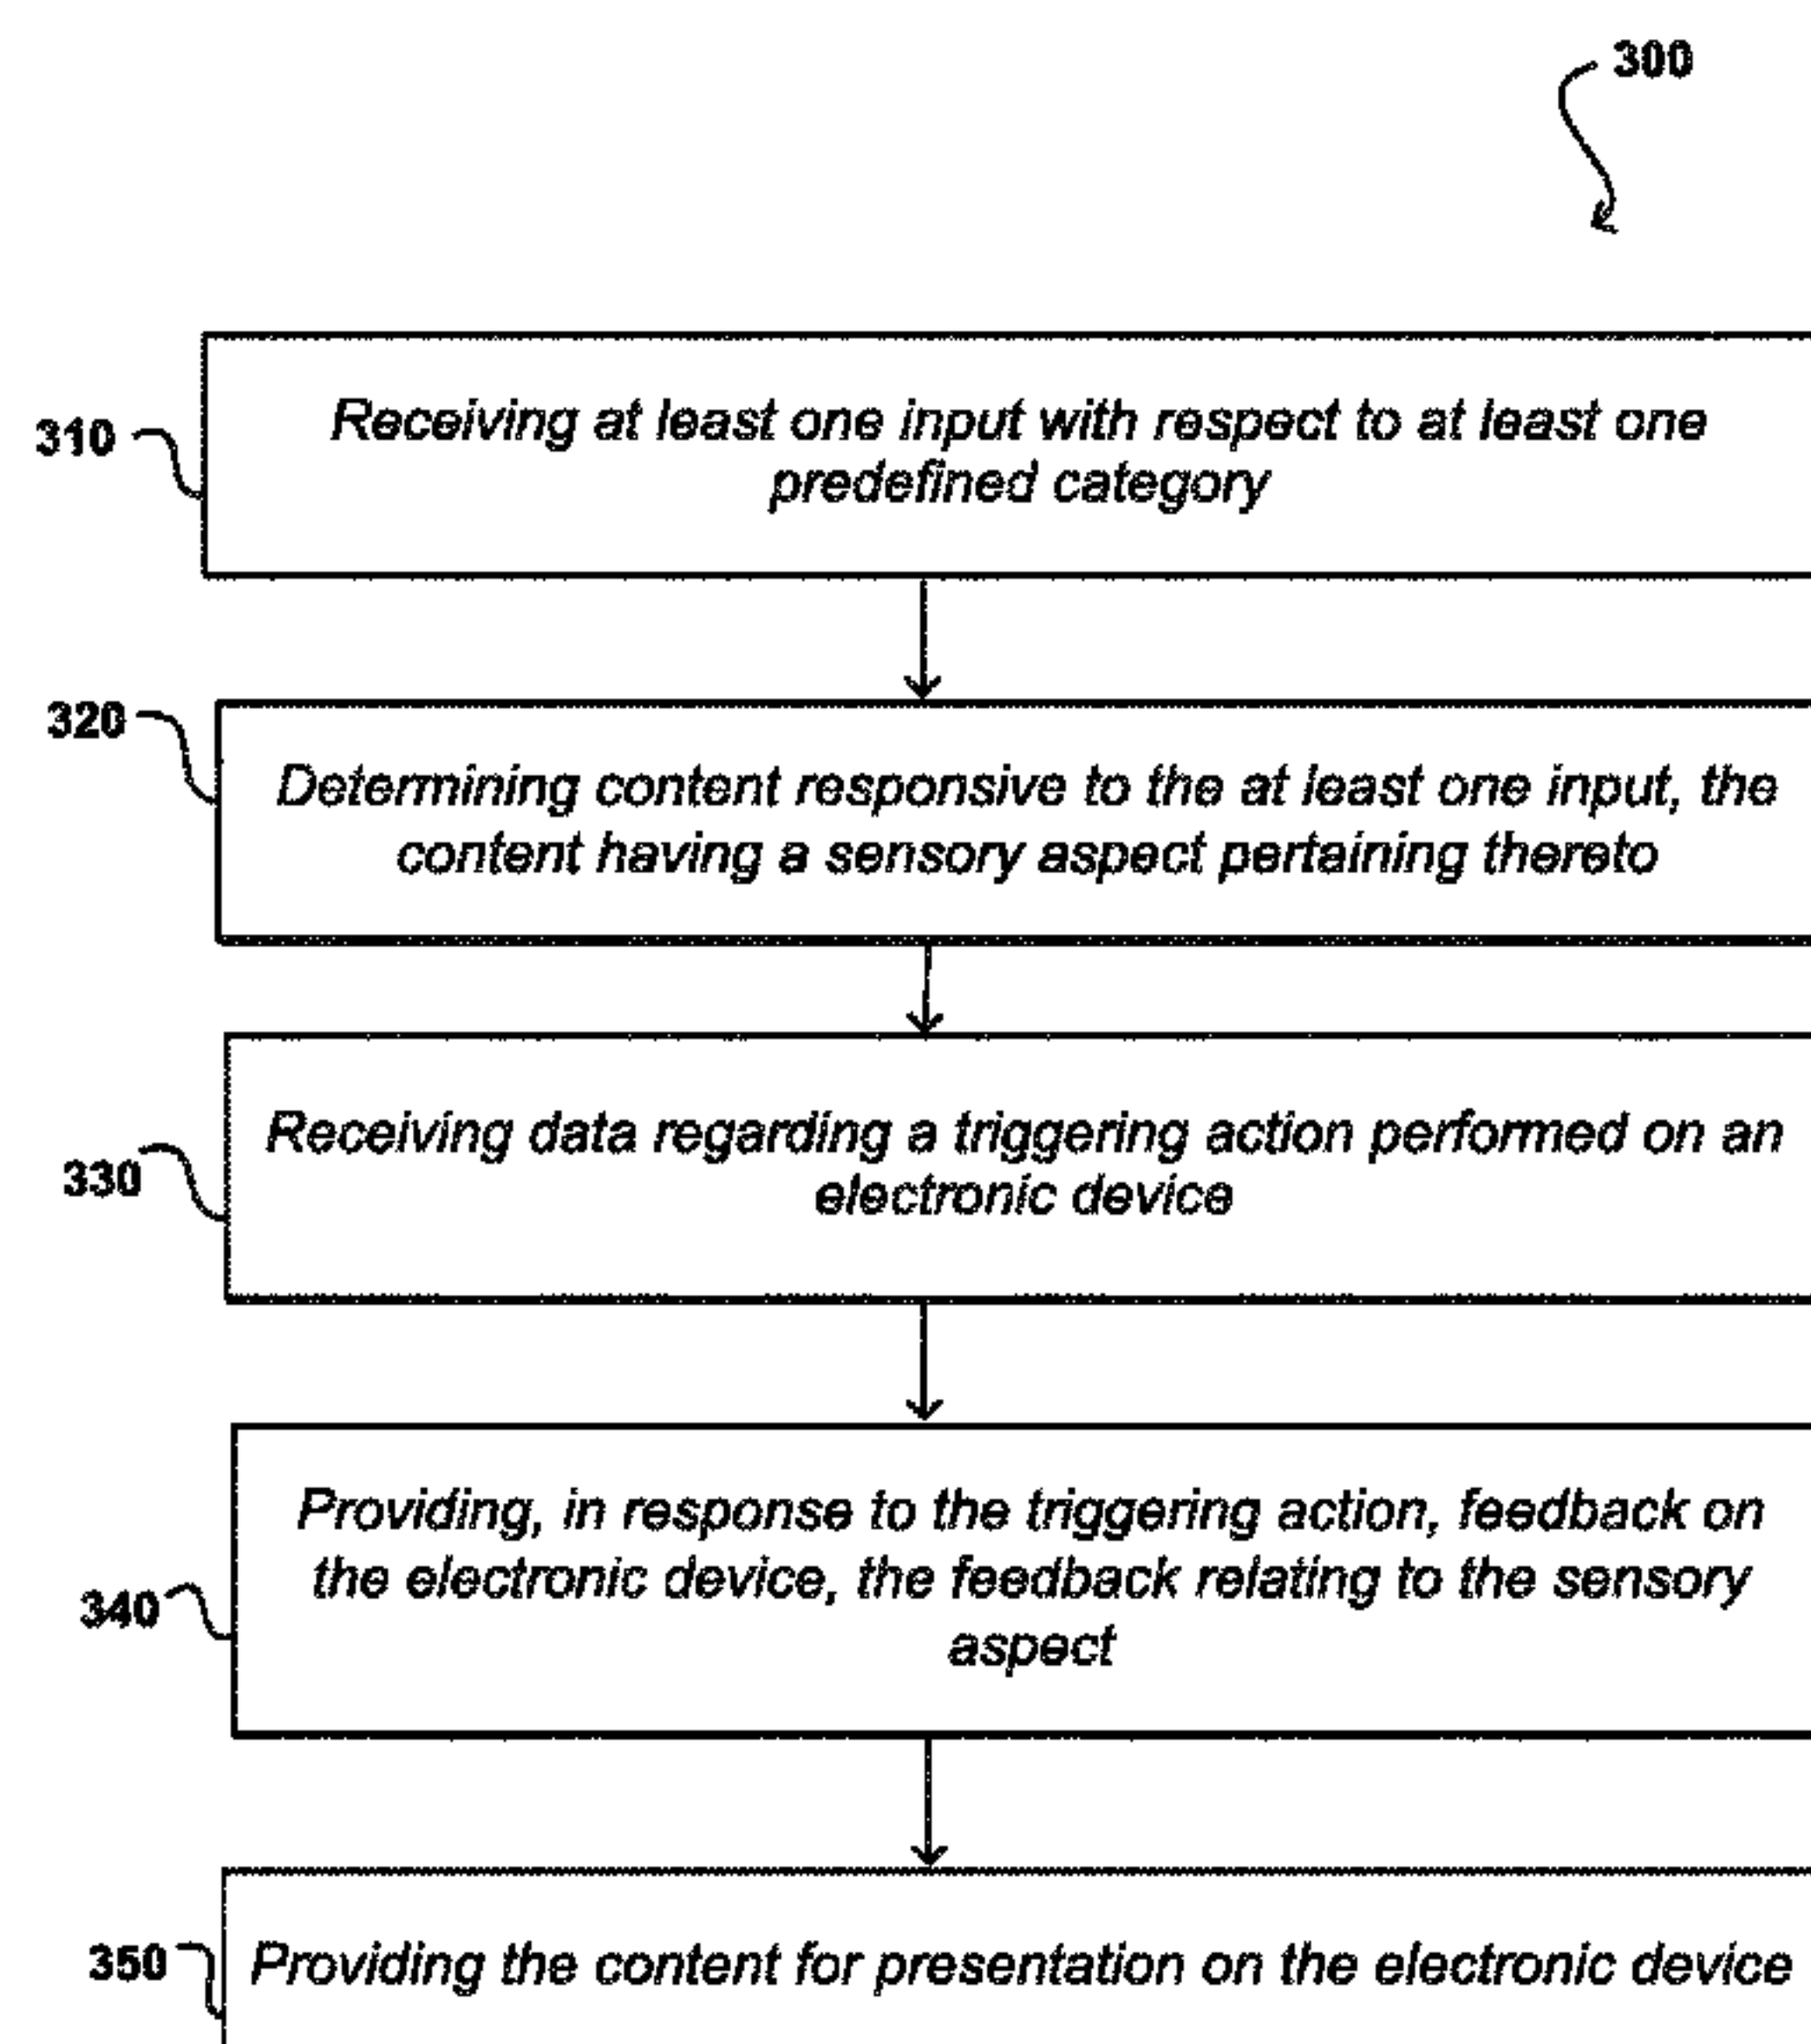 300
310
Receiving at least one input with respect to at least one
predefined category
320
Determining content responsive to the at least one input, the
content having a sensory aspect pertaining thereto
330
Receiving data regarding a triggering action performed on an
electronic device
340
Providing, in response to the triggering action, feedback on
the electronic device, the feedback relating to the sensory
aspect
350
Providing the content for presentation on the electronic device